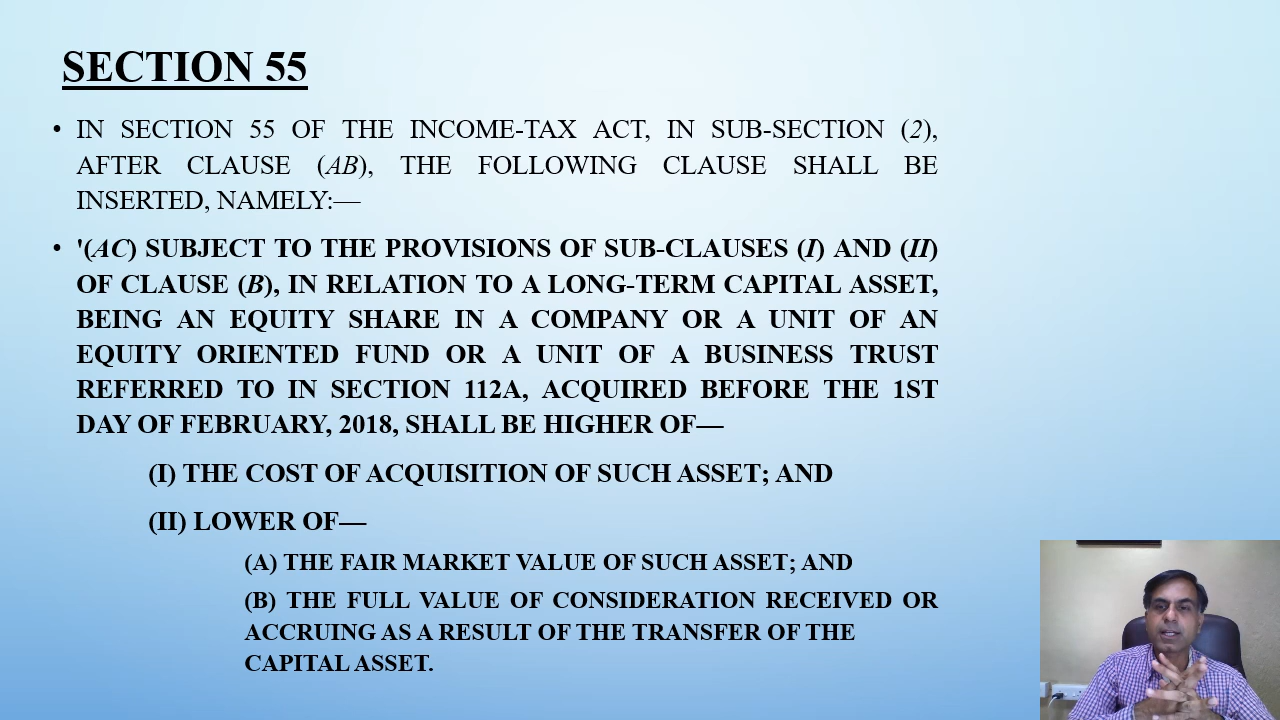 SECTION 55
• IN SECTION 55 OF THE INCOME-TAX ACT, IN SUB-SECTION (2),
AFTER CLAUSE (AB), THE FOLLOWING CLAUSE SHALL BE
INSERTED, NAMELY:—
• '(AC) SUBJECT TO THE PROVISIONS OF SUB-CLAUSES (I) AND (II)
OF CLAUSE (B), IN RELATION TO A LONG-TERM CAPITAL ASSET,
BEING AN EQUITY SHARE IN A COMPANY OR A UNIT OF AN
EQUITY ORIENTED FUND OR A UNIT OF A BUSINESS TRUST
REFERRED TO IN SECTION 112A, ACQUIRED BEFORE THE 1ST
DAY OF FEBRUARY, 2018, SHALL BE HIGHER OF—
(I) THE COST OF ACQUISITION OF SUCH ASSET; AND
(II) LOWER OF—
(A) THE FAIR MARKET VALUE OF SUCH ASSET; AND
(B) THE FULL VALUE OF CONSIDERATION RECEIVED OR
ACCRUING AS A RESULT OF THE TRANSFER OF THE
CAPITAL ASSET.